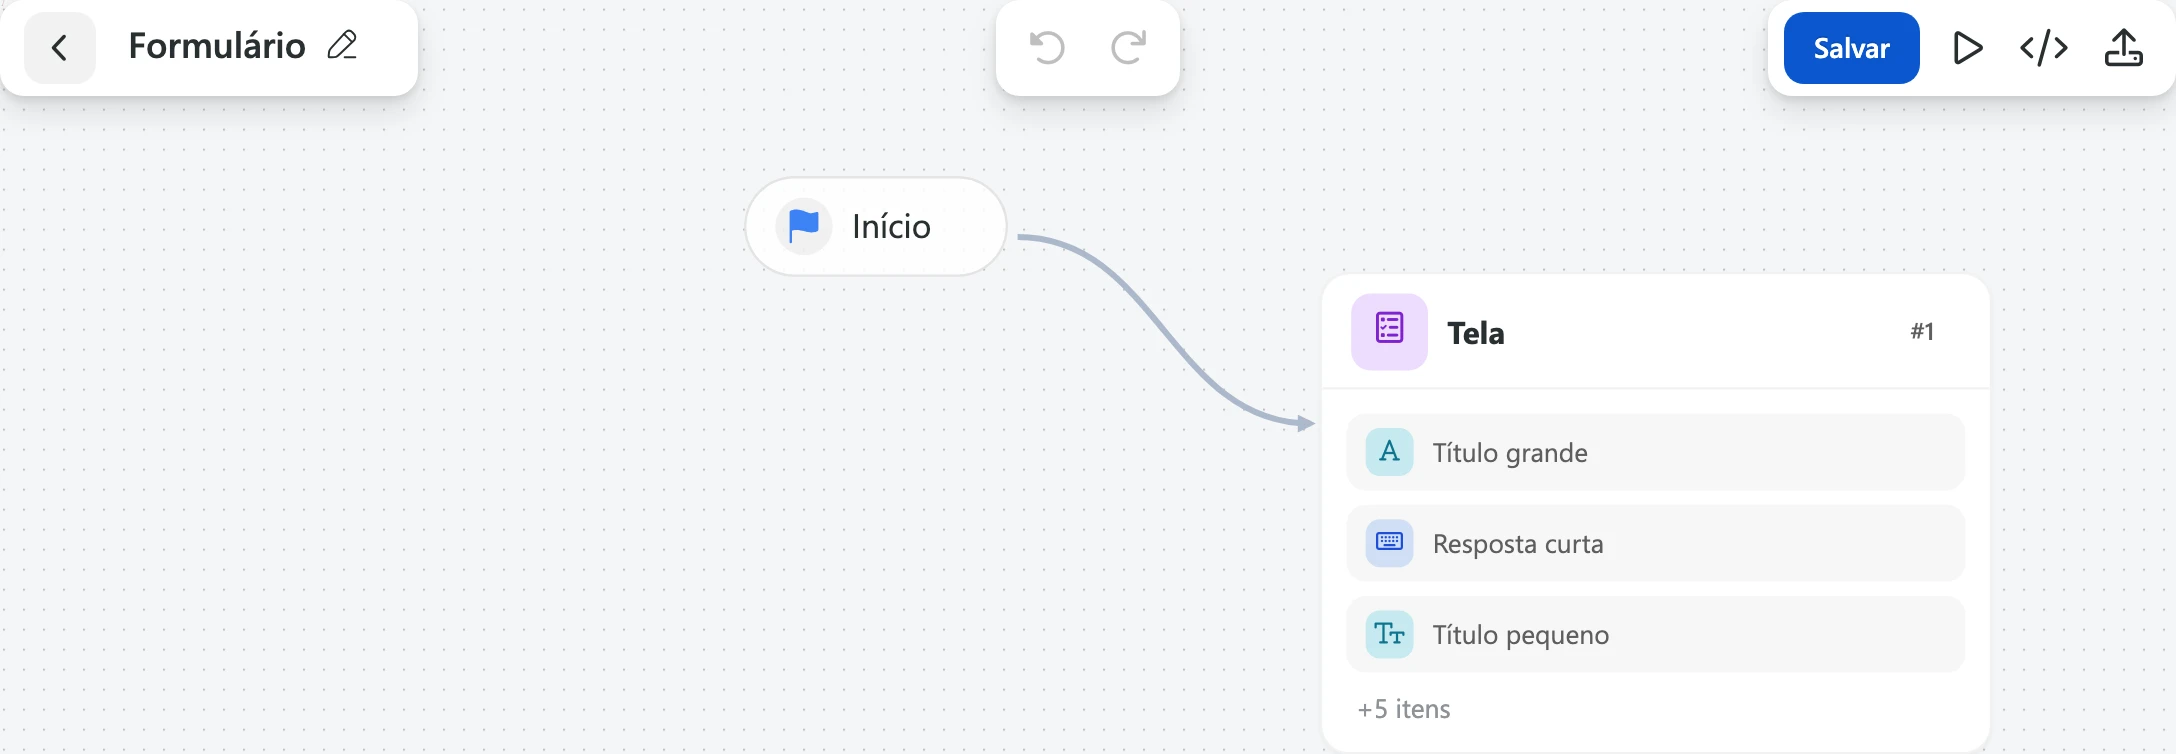 Formulário
Salvar
Início
Tela
#1
Título grande
Resposta curta
Título pequeno
+5 itens